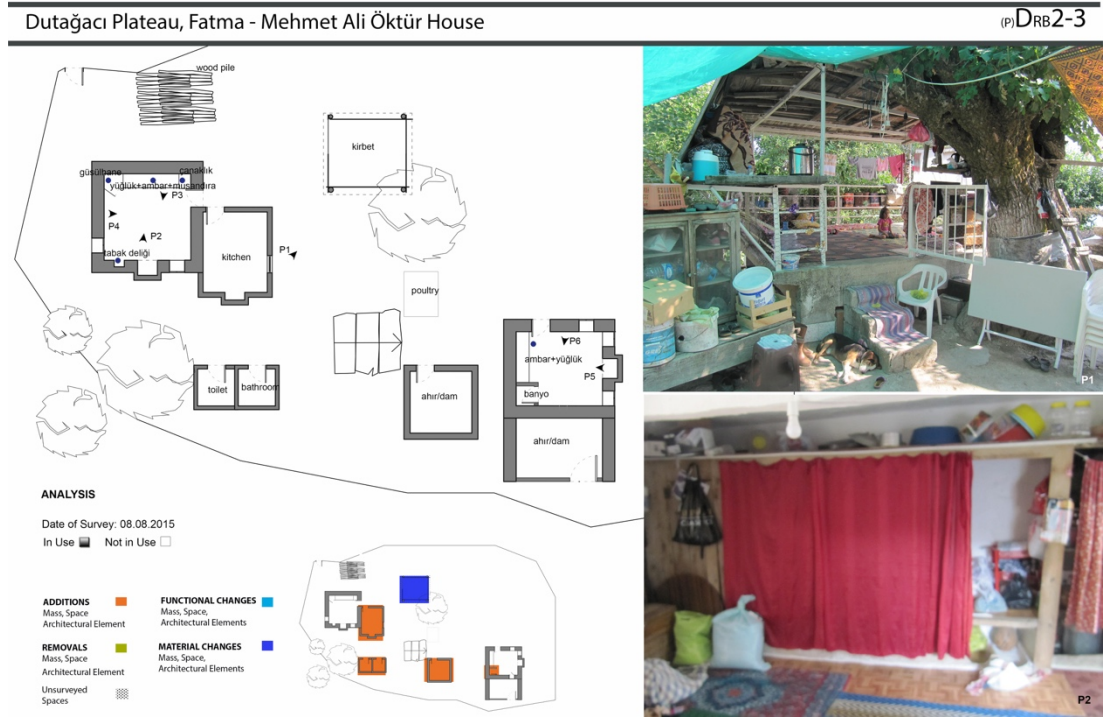 Dutağacı Plateau, Fatma - Mehmet Ali Öktür House
(P)DRB2-3
wood pile
kirbet
güsülhane
çanaklık
yüğlük+ambar+muşandıra
P3
P4
P2
tabak deliği
kitchen
P1
poultry
P6
ambar+yüğlük
P5
banyo
toilet
bathroom
ahır/dam
ahır/dam
P1
ANALYSIS
Date of Survey: 08.08.2015
In Use
Not in Use
ADDITIONS
Mass, Space
Architectural Element
FUNCTIONAL CHANGES
Mass, Space,
Architectural Elements
REMOVALS
Mass, Space
Architectural Element
MATERIAL CHANGES
Mass, Space,
Architectural Elements
Unsurveyed
Spaces
P2